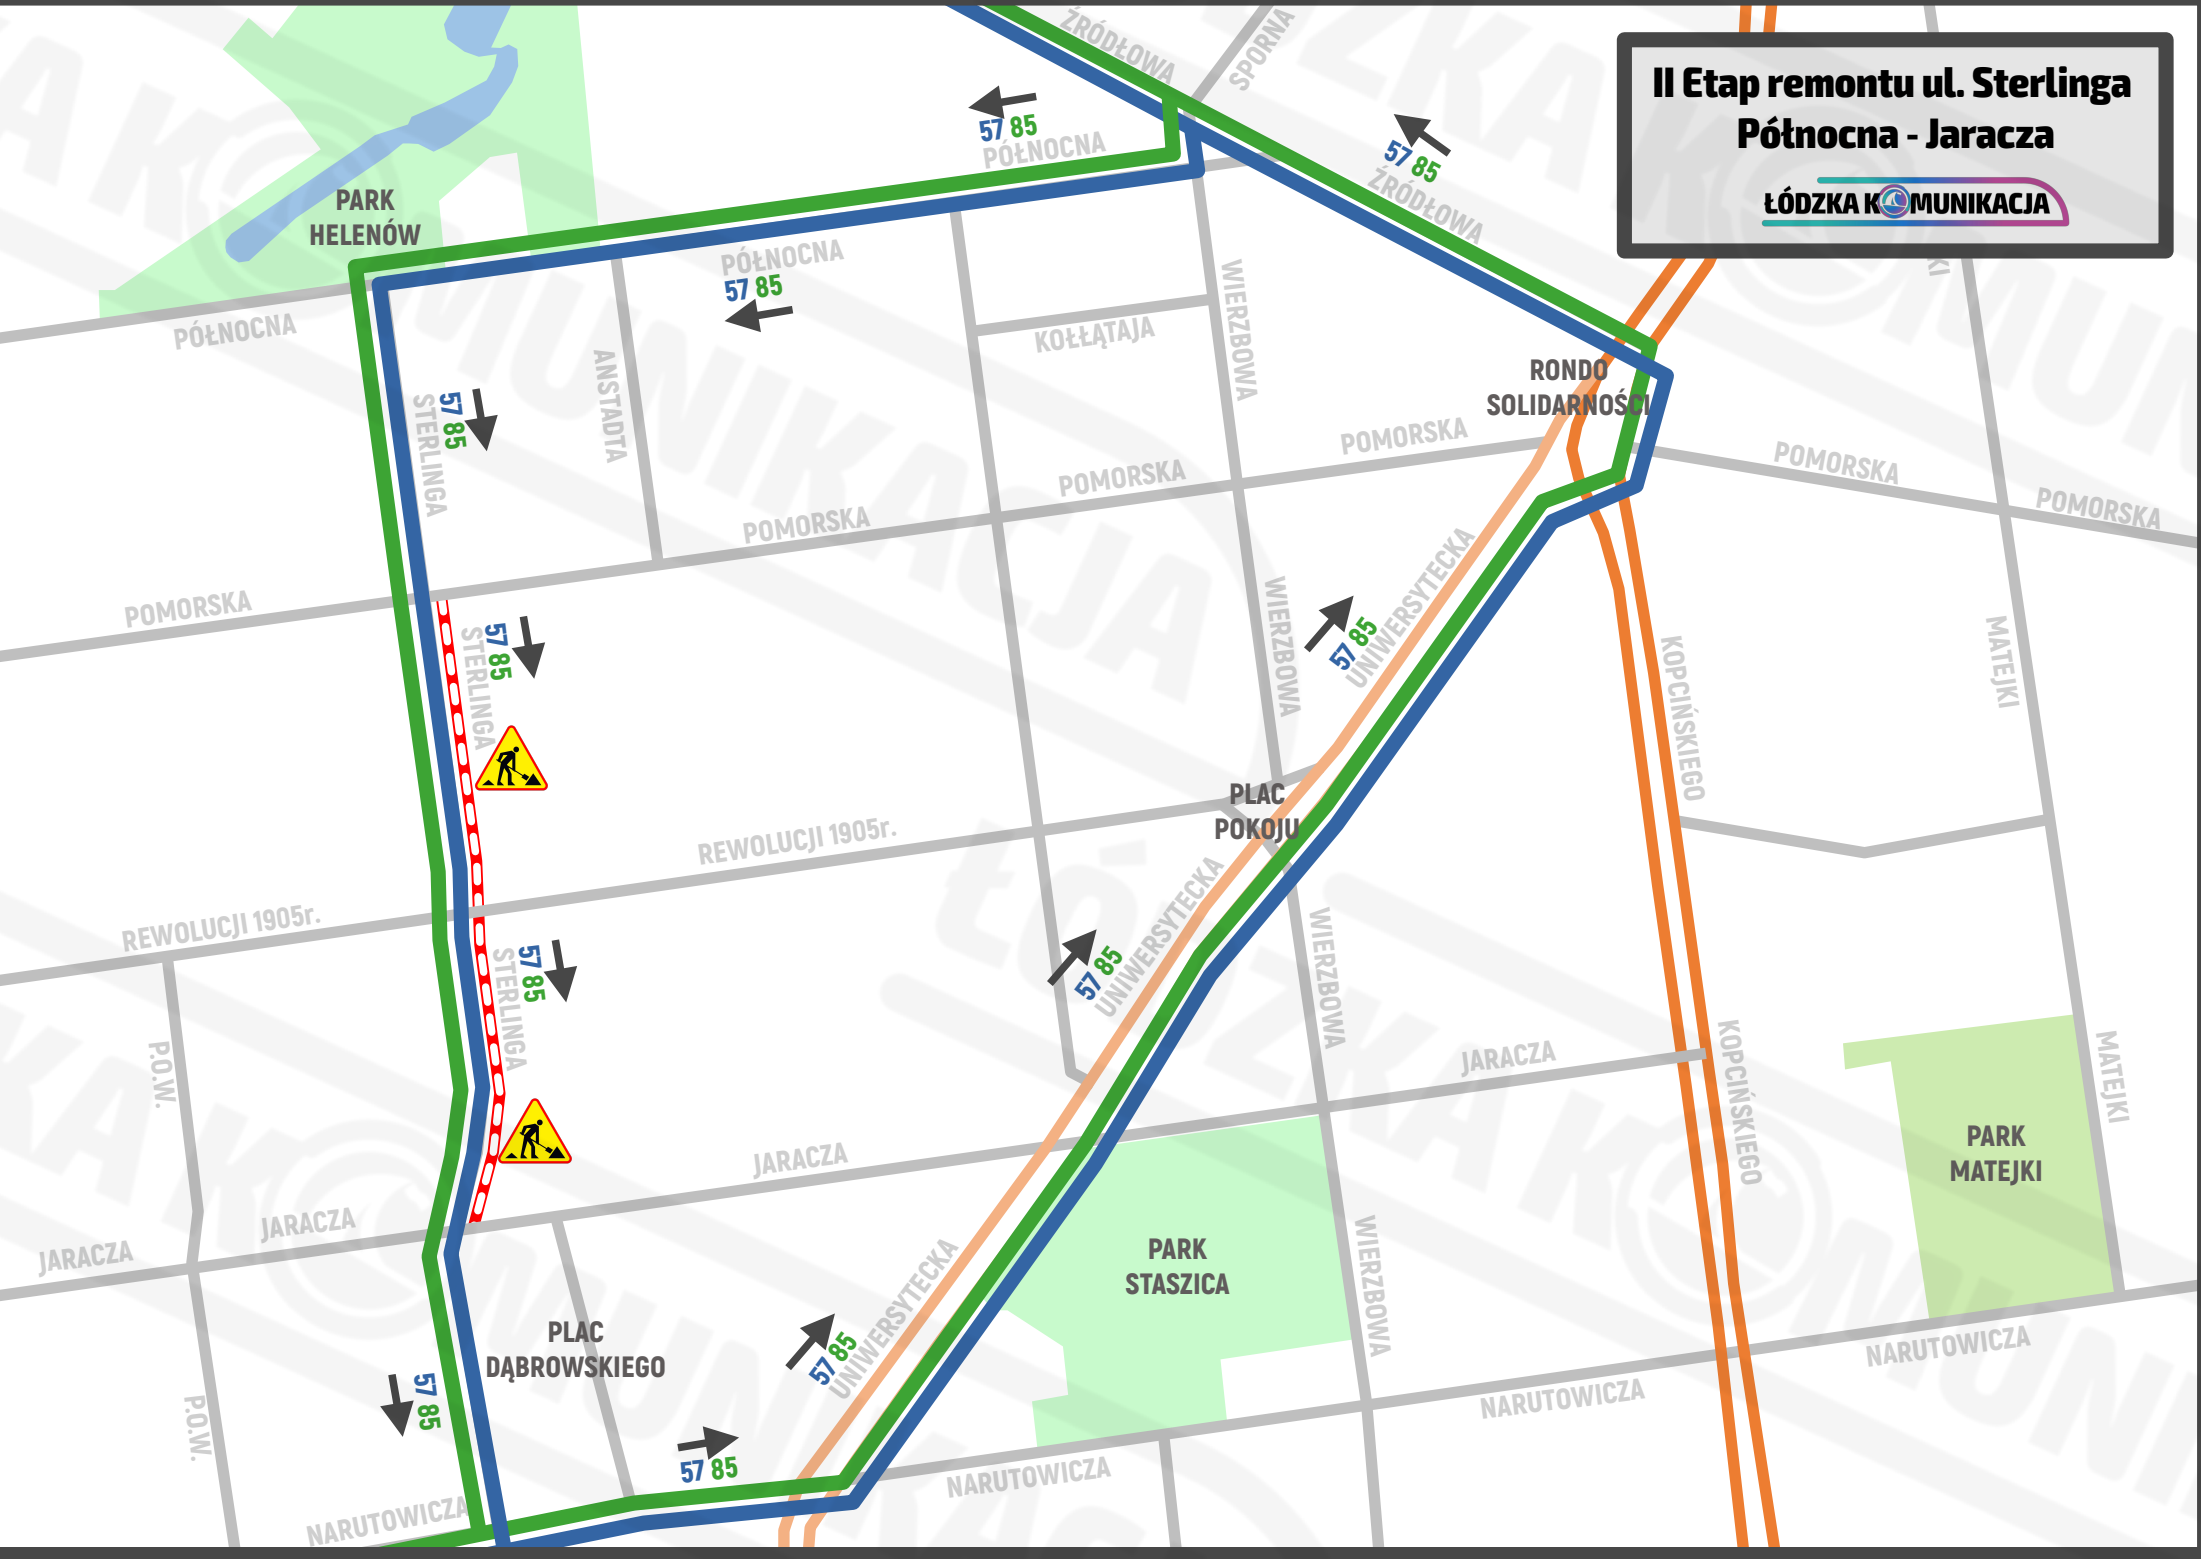 II Etap remontu ul. Sterlinga
Północna - Jaracza
ŁÓDZKA KOMUNIKACJA
ŹRÓDŁOWA
SPORNA
57 85
PÓŁNOCNA
57 85
ŹRÓDŁOWA
PARK
HELENÓW
PÓŁNOCNA
57 85
PÓŁNOCNA
KOŁŁĄTAJA
WIERZBOWA
ANSTADTA
STERLINGA
57 85
RONDO
SOLIDARNOŚCI
POMORSKA
POMORSKA
POMORSKA
POMORSKA
POMORSKA
POMORSKA
STERLINGA
57 85
WIERZBOWA
57 85
UNIWERSYTECKA
KOPCIŃSKIEGO
MATEJKI
PLAC
POKOJU
REWOLUCJI 1905r.
REWOLUCJI 1905r.
STERLINGA
57 85
57 85
UNIWERSYTECKA
WIERZBOWA
P.O.W.
JARACZA
KOPCIŃSKIEGO
MATEJKI
PARK
MATEJKI
JARACZA
JARACZA
JARACZA
PARK
STASZICA
WIERZBOWA
UNIWERSYTECKA
57 85
PLAC
DĄBROWSKIEGO
57 85
P.O.W.
57 85
NARUTOWICZA
NARUTOWICZA
NARUTOWICZA
NARUTOWICZA
ŁÓDZKA KOMUNIKACJA